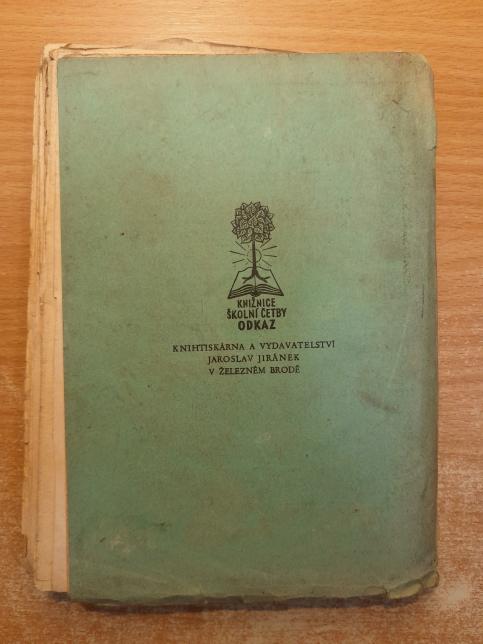 KNIŽNICE
ŠKOLNÍ ČETBY
ODKAZ
KNIHTISKÁRNA A VYDAVATELSTVÍ
JAROSLAV JIRÁNEK
V ŽELEZNÉM BRODĚ